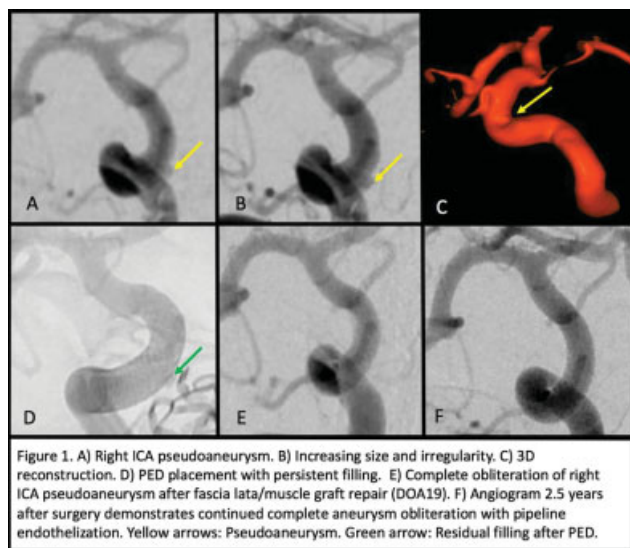 A
B
C
D
E
F
Figure 1. A) Right ICA pseudoaneurysm. B) Increasing size and irregularity. C) 3D
reconstruction. D) PED placement with persistent filling. E) Complete obliteration of right
ICA pseudoaneurysm after fascia lata/muscle graft repair (DOA19). F) Angiogram 2.5 years
after surgery demonstrates continued complete aneurysm obliteration with pipeline
endothelization. Yellow arrows: Pseudoaneurysm. Green arrow: Residual filling after PED.